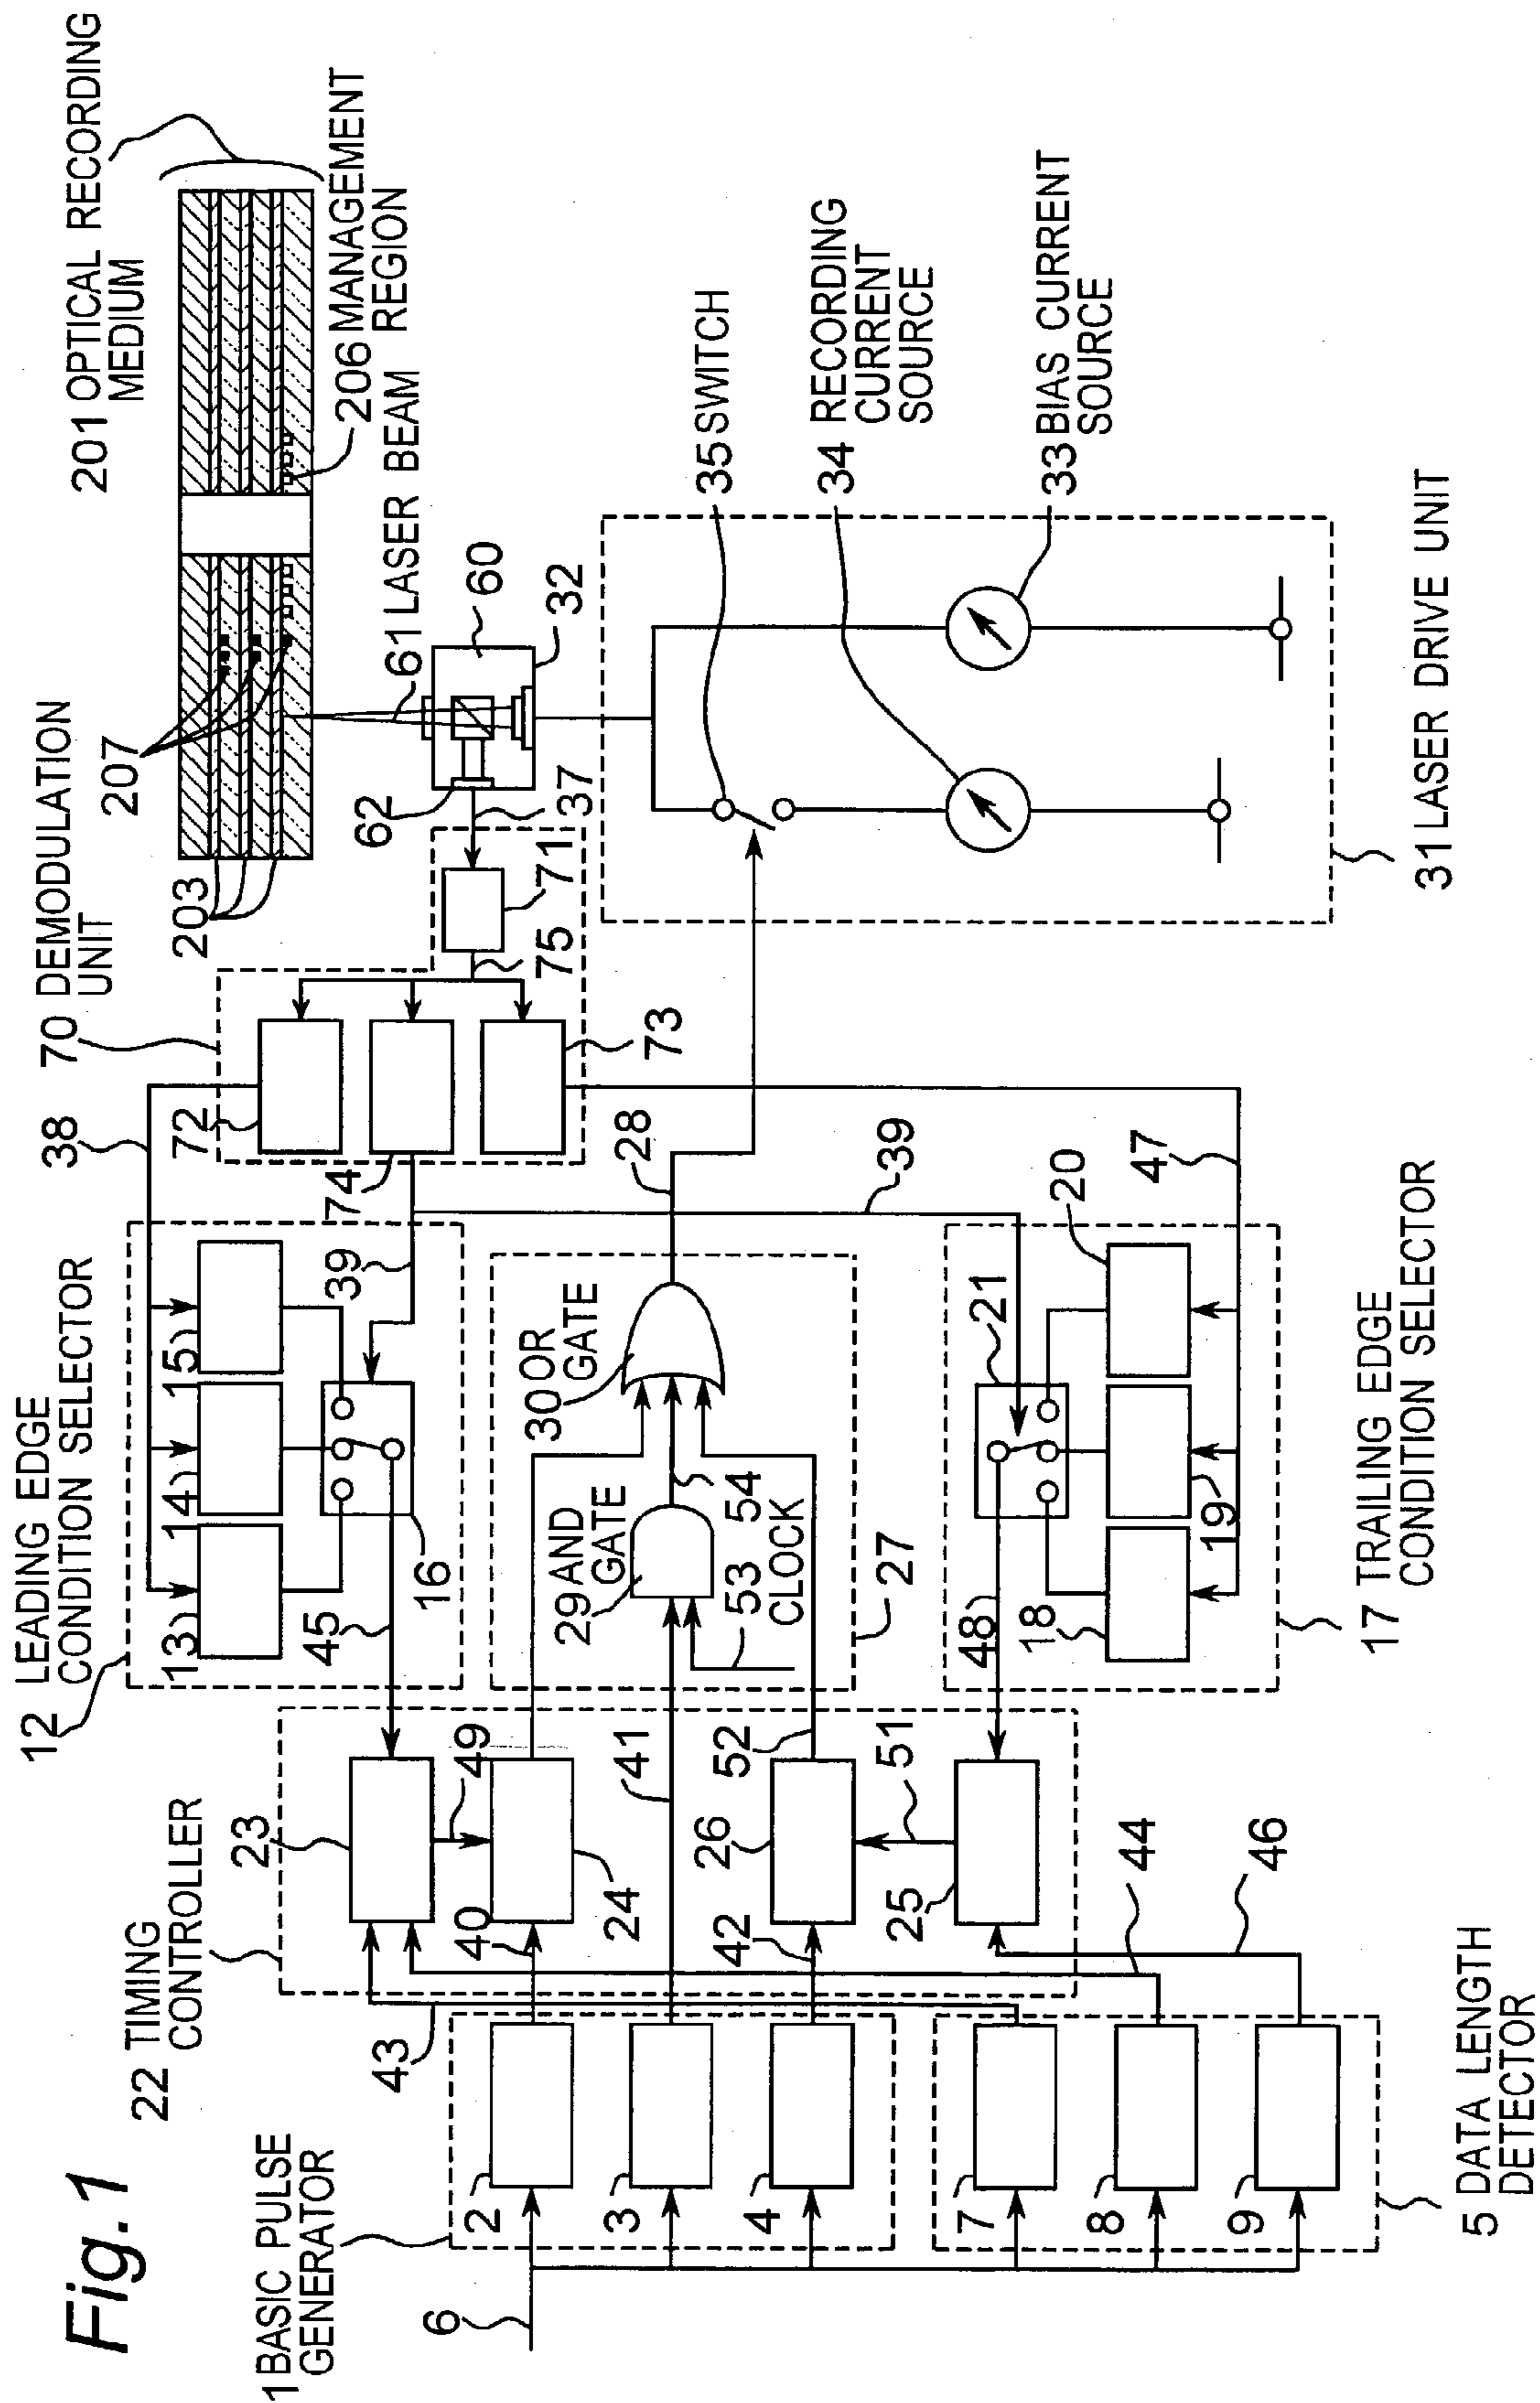 Fig. 1
1 BASIC PULSE
GENERATOR
2
3
4
6
5 DATA LENGTH
DETECTOR
7
8
9
22 TIMING
CONTROLLER
23
24
25
26
40
41
42
43
44
46
49
51
52
12 LEADING EDGE
CONDITION SELECTOR
13
14
15
16
45
39
38
27
29 AND
GATE
30 OR
GATE
53
CLOCK
54
28
39
17 TRAILING EDGE
CONDITION SELECTOR
18
19
20
21
48
47
70 DEMODULATION
UNIT
71
72
73
74
75
37
201 OPTICAL RECORDING
MEDIUM
203
206 MANAGEMENT
REGION
207
61 LASER BEAM
60
62
32
35 SWITCH
34 RECORDING
CURRENT
SOURCE
33 BIAS CURRENT
SOURCE
31 LASER DRIVE UNIT